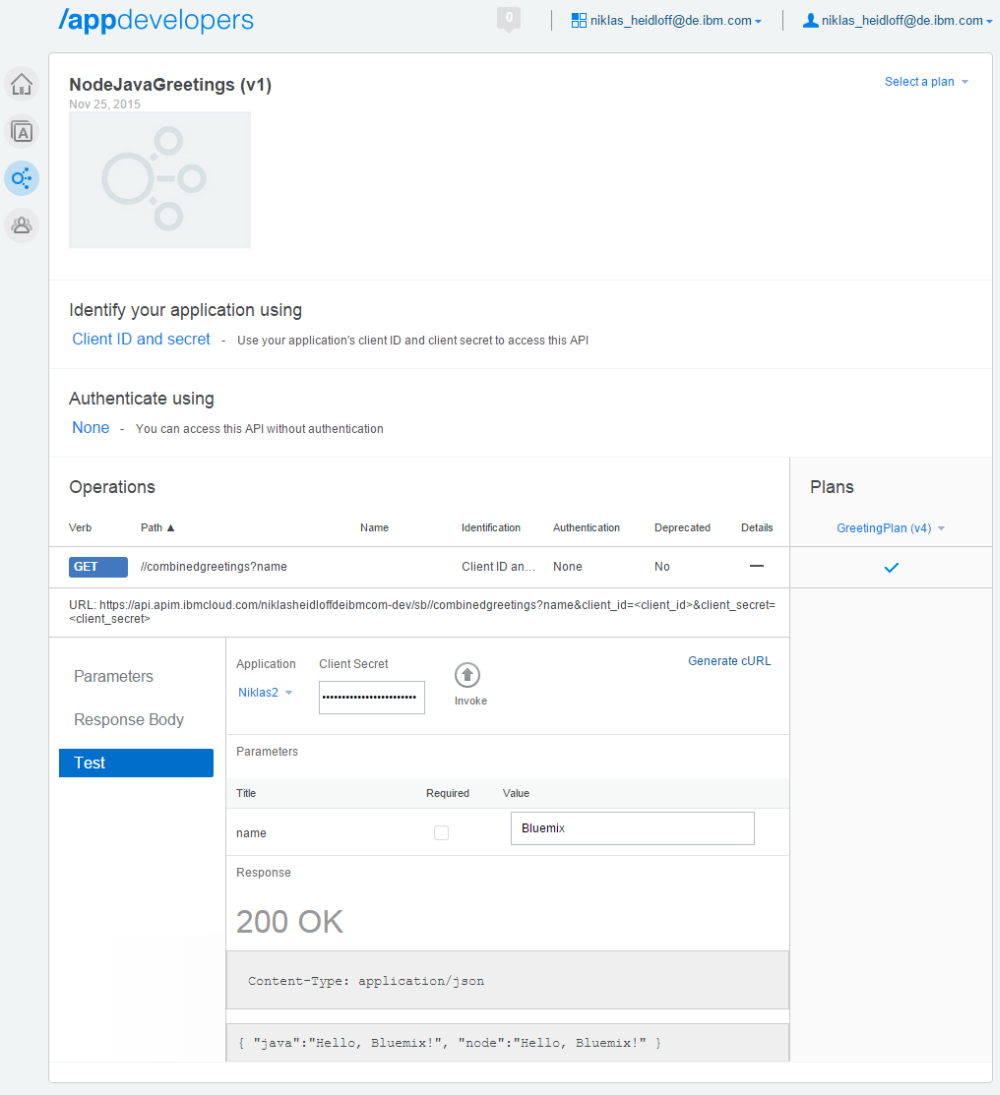 /appdevelopers
0
niklas_heidloff@de.ibm.com
niklas_heidloff@de.ibm.com
NodeJavaGreetings (v1)
Select a plan
Nov 25, 2015
A
Identify your application using
Client ID and secret - Use your application's client ID and client secret to access this API
Authenticate using
None - You can access this API without authentication
Operations
Plans
Verb Path ▲ Name Identification Authentication Deprecated Details
GreetingPlan (v4)
GET //combinedgreetings?name Client ID an... None No —
URL: https://api.apim.ibmcloud.com/niklasheidloffdeibmcom-dev/sb//combinedgreetings?name&client_id=<client_id>&client_secret=
<client_secret>
Parameters
Response Body
Test
Application Client Secret
Generate cURL
Niklas2
••••••••••••••••••••••••
Invoke
Parameters
Title Required Value
name Bluemix
Response
200 OK
Content-Type: application/json
{ "java":"Hello, Bluemix!", "node":"Hello, Bluemix!" }